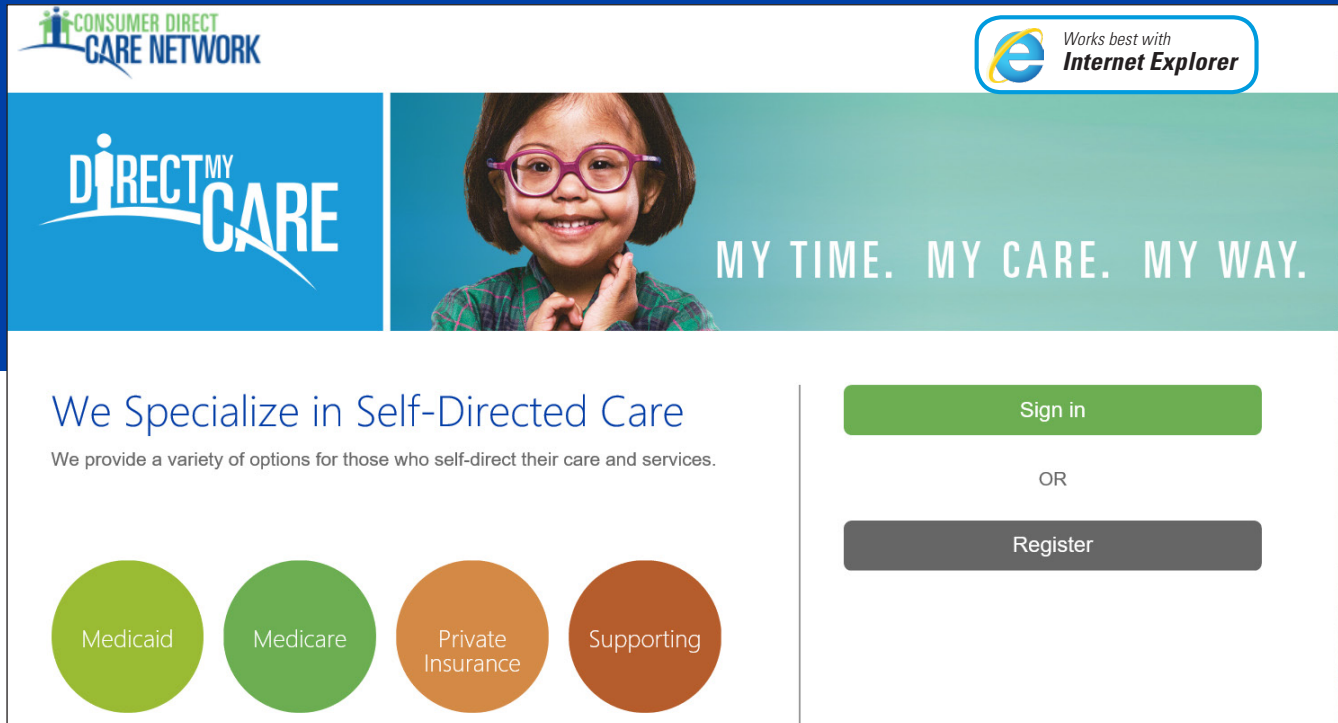 CONSUMER DIRECT
CARE NETWORK
Works best with
Internet Explorer
DIRECT MY
CARE
MY TIME. MY CARE. MY WAY.
We Specialize in Self-Directed Care
We provide a variety of options for those who self-direct their care and services.
Sign in
OR
Register
Medicaid
Medicare
Private
Insurance
Supporting